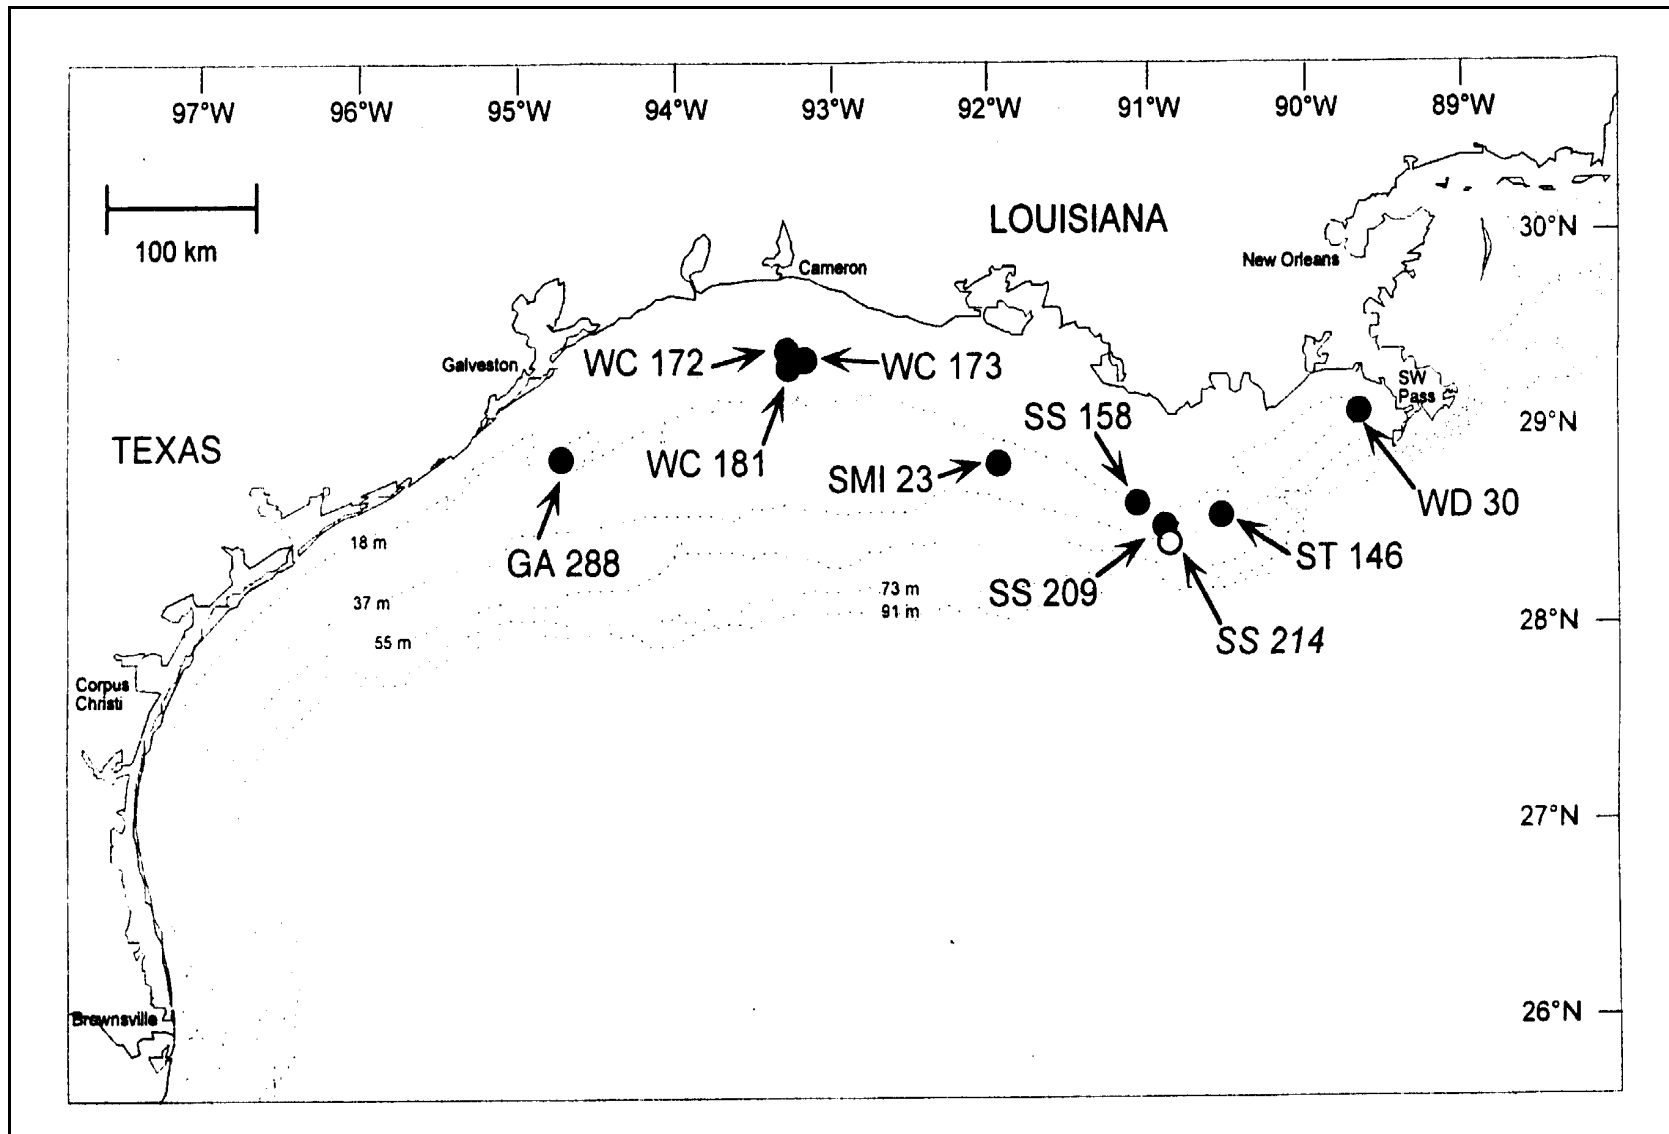 97°W 96°W 95°W 94°W 93°W 92°W 91°W 90°W 89°W
100 km
LOUISIANA
30°N
New Orleans
Cameron
Galveston
WC 172
WC 173
SW
Pass
SS 158
29°N
TEXAS
WC 181
SMI 23
WD 30
18 m
GA 288
ST 146
73 m
SS 209
37 m
91 m
28°N
55 m
SS 214
Corpus
Christi
27°N
26°N
Brownsville